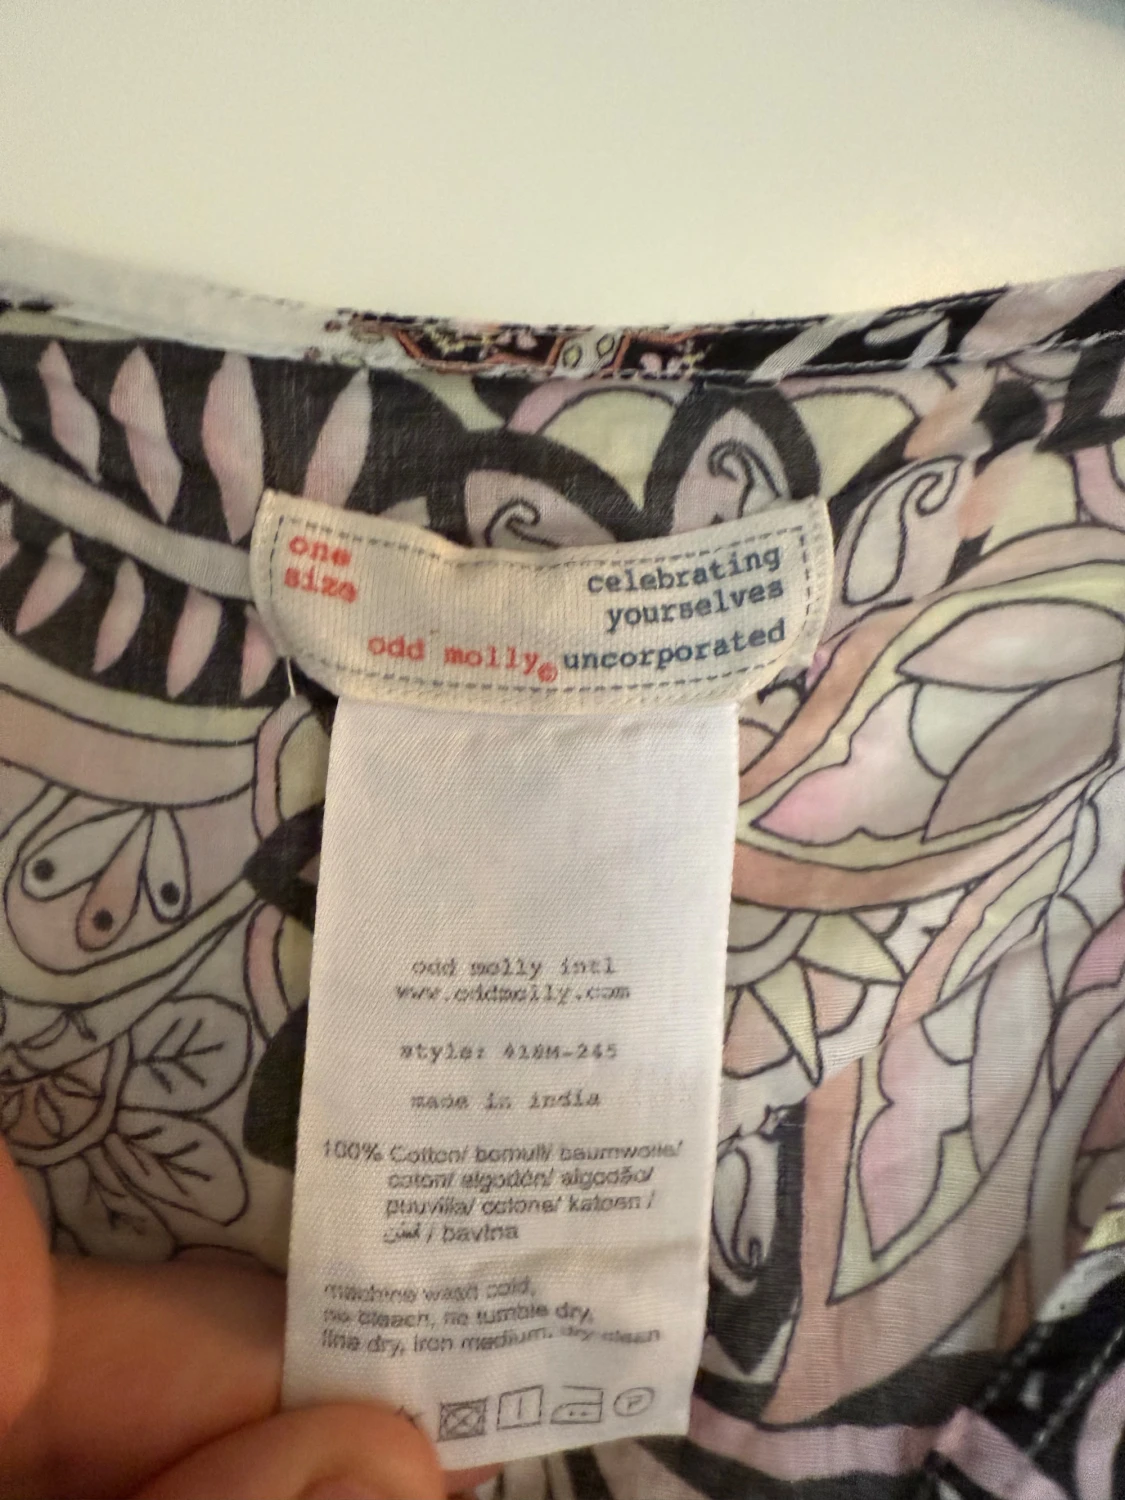 one
size
celebrating
yourselves
odd molly® uncorporated
odd molly intl
www.oddmolly.com
style: 418M-245
made in india
100% Cotton/ bomull/ baumwolle/
coton/ algodón/ algodão/
puuvilla/ cotone/ katoen /
قطن / bavlna
machine wash cold,
no bleach, no tumble dry,
line dry, iron medium, dry clean
P